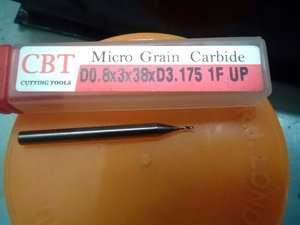 CBT
CUTTING TOOLS
Micro Grain Carbide
D0.8x3x38xD3.175 1F UP